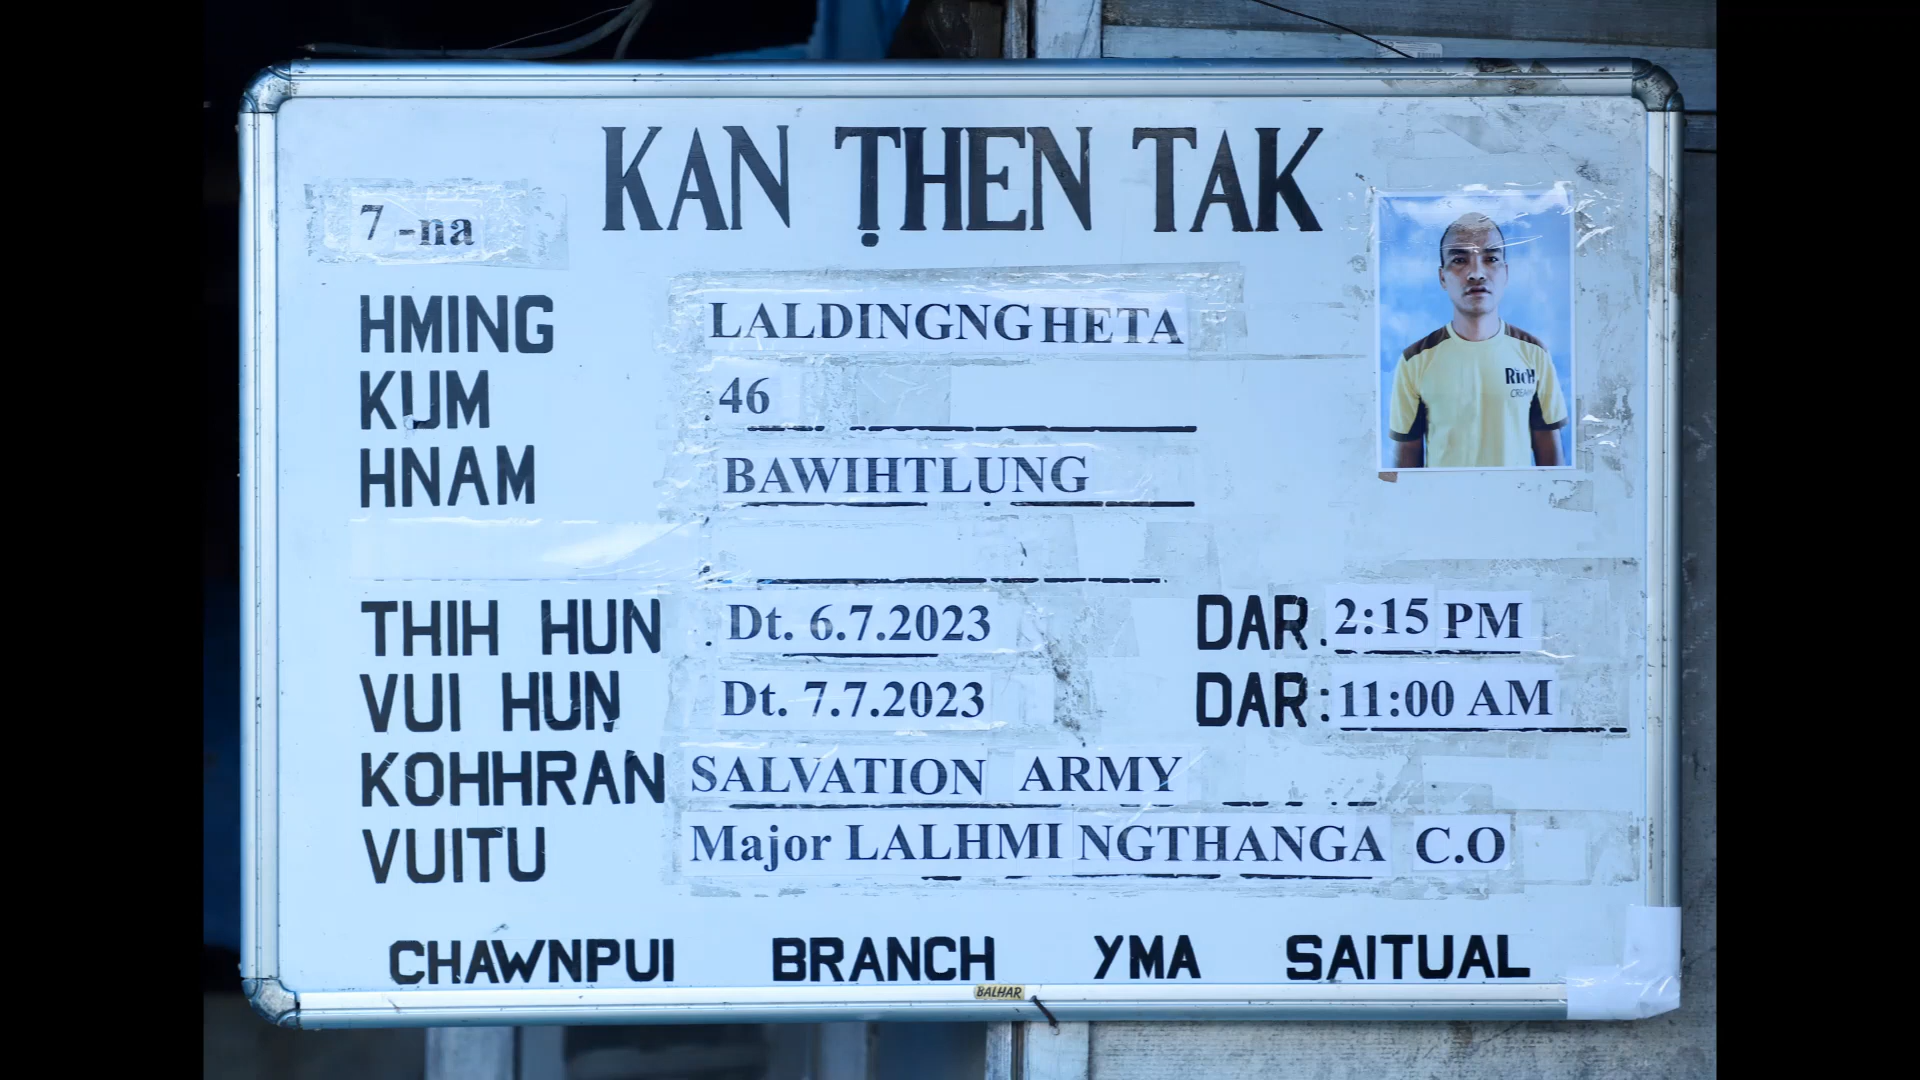 KAN ṬHEN TAK
7 -na
HMING LALDINGNGHETA
KUM : 46
HNAM BAWIHTLUNG
THIH HUN : Dt. 6.7.2023 DAR : 2:15 PM
VUI HUN Dt. 7.7.2023 DAR : 11:00 AM
KOHHRAN SALVATION ARMY
VUITU Major LALHMINGTHANGA C.O
CHAWNPUI BRANCH YMA SAITUAL
BALHAR
RICH
CREAM